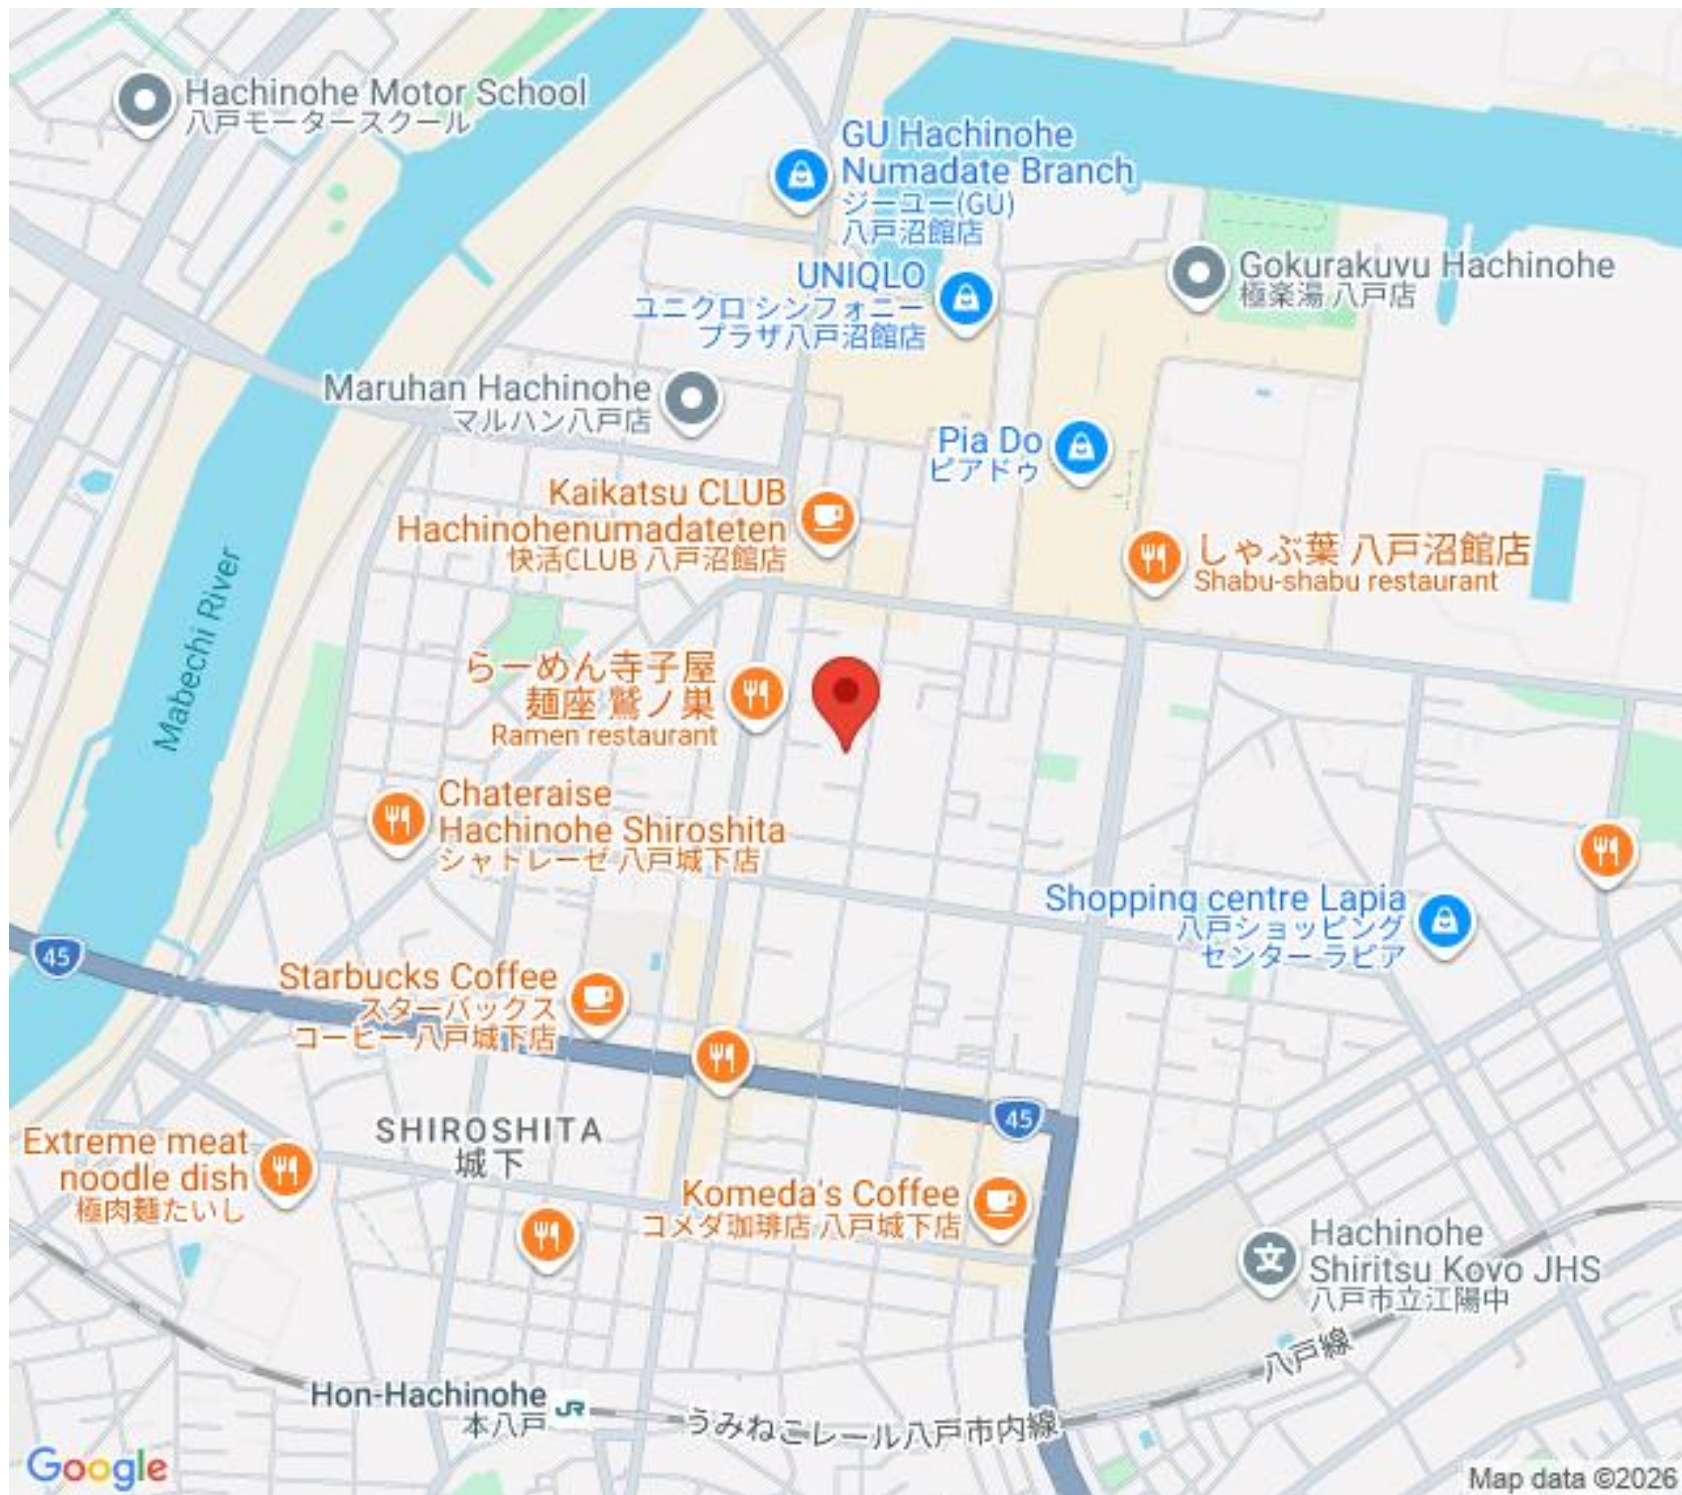 Hachinohe Motor School
八戸モータースクール
GU Hachinohe
Numadate Branch
ジーユー(GU)
八戸沼館店
UNIQLO
ユニクロ シンフォニー
プラザ八戸沼館店
Gokurakuyu Hachinohe
極楽湯 八戸店
Maruhan Hachinohe
マルハン八戸店
Pia Do
ピアドゥ
Kaikatsu CLUB
Hachinohenumadateten
快活CLUB 八戸沼館店
しゃぶ葉 八戸沼館店
Shabu-shabu restaurant
Mabechi River
らーめん寺子屋
麺座 鷲ノ巣
Ramen restaurant
Chateraise
Hachinohe Shiroshita
シャトレーゼ 八戸城下店
Shopping centre Lapia
八戸ショッピング
センター ラピア
45
Starbucks Coffee
スターバックス
コーヒー 八戸城下店
45
SHIROSHITA
城下
Extreme meat
noodle dish
極肉麺たいし
Komeda's Coffee
コメダ珈琲店 八戸城下店
Hachinohe
Shiritsu Koyo JHS
八戸市立江陽中
八戸線
Hon-Hachinohe
本八戸
JR
うみねこレール八戸市内線
Google
Map data ©2026